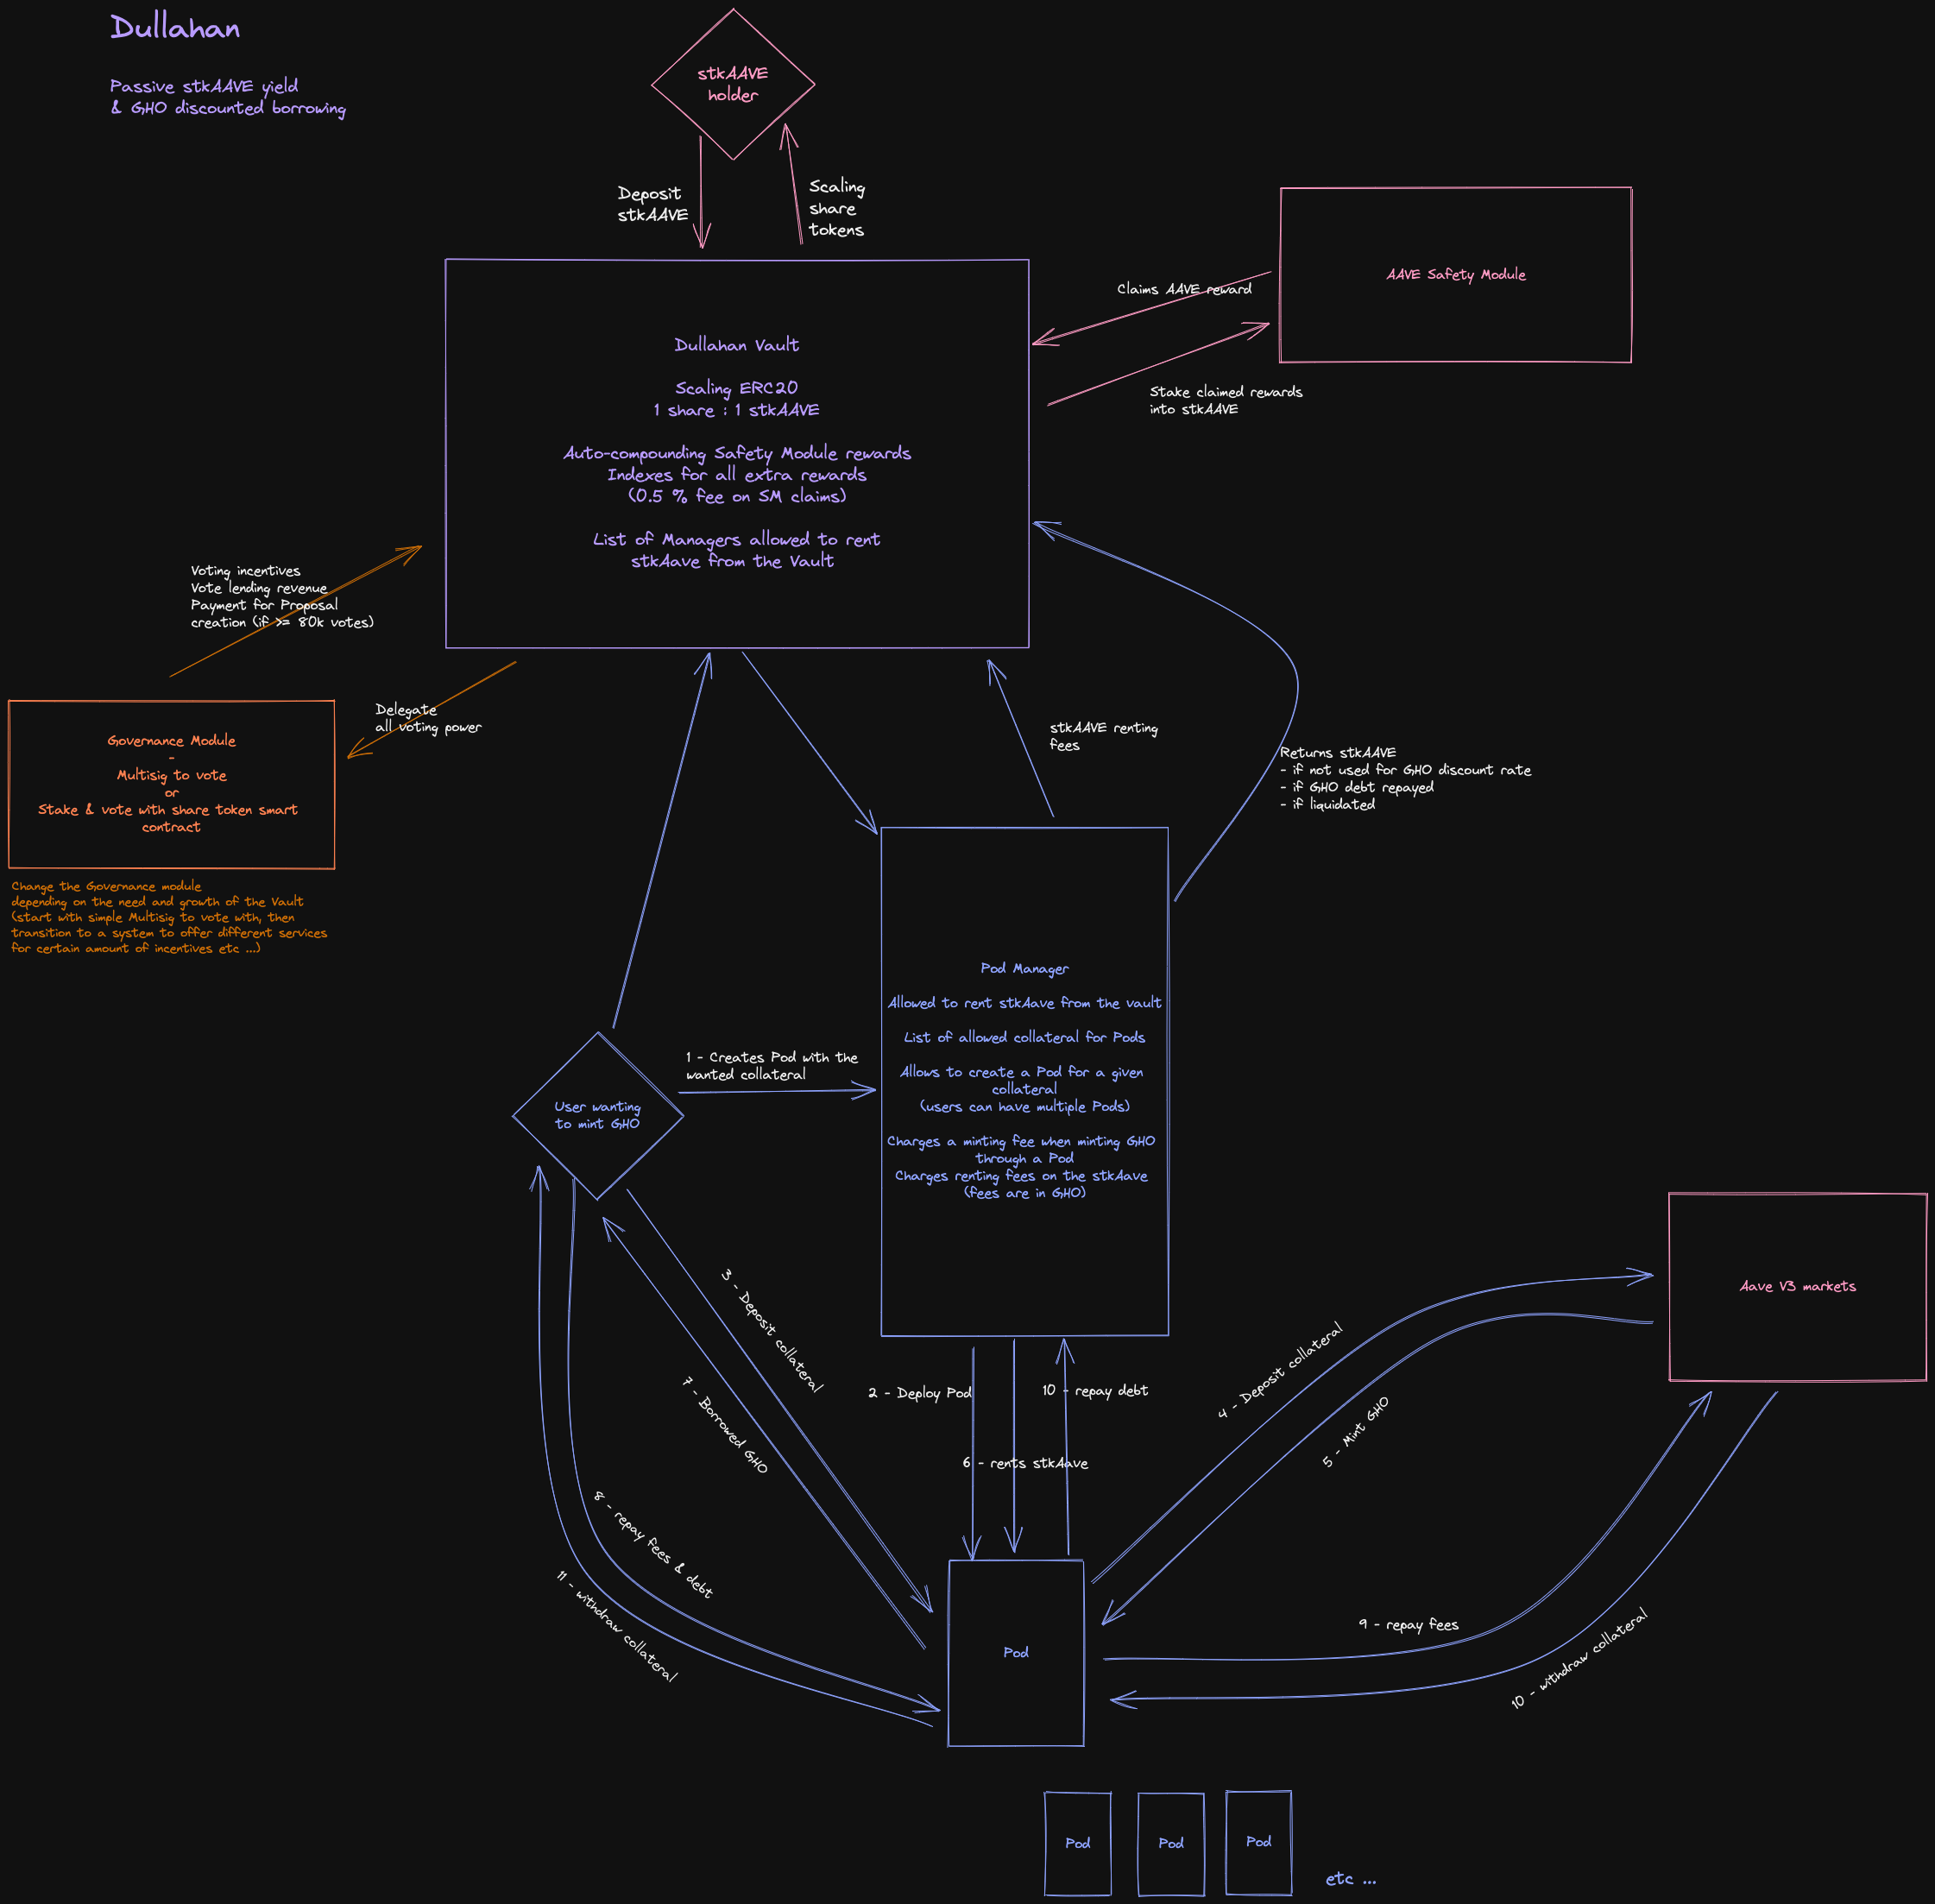 Dullahan
Passive stkAAVE yield
& GHO discounted borrowing
stkAAVE
holder
Deposit
stkAAVE
Scaling
share
tokens
AAVE Safety Module
Claims AAVE reward
Stake claimed rewards
into stkAAVE
Dullahan Vault
Scaling ERC20
1 share : 1 stkAAVE
Auto-compounding Safety Module rewards
Indexes for all extra rewards
(0.5 % fee on SM claims)
List of Managers allowed to rent
stkAave from the Vault
Voting incentives
Vote lending revenue
Payment for Proposal
creation (if >= 80k votes)
Delegate
all voting power
Governance Module
-
Multisig to vote
or
Stake & vote with share token smart
contract
Change the Governance module
depending on the need and growth of the Vault
(start with simple Multisig to vote with, then
transition to a system to offer different services
for certain amount of incentives etc ...)
stkAAVE renting
fees
Returns stkAAVE
- if not used for GHO discount rate
- if GHO debt repayed
- if liquidated
Pod Manager
Allowed to rent stkAave from the vault
List of allowed collateral for Pods
Allows to create a Pod for a given
collateral
(users can have multiple Pods)
Charges a minting fee when minting GHO
through a Pod
Charges renting fees on the stkAave
(fees are in GHO)
1 - Creates Pod with the
wanted collateral
User wanting
to mint GHO
Aave V3 markets
3 - Deposit collateral
7 - Borrowed GHO
8 - repay fees & debt
11 - withdraw collateral
2 - Deploy Pod
10 - repay debt
6 - rents stkAave
4 - Deposit collateral
5 - Mint GHO
9 - repay fees
10 - withdraw collateral
Pod
Pod
Pod
Pod
etc ...